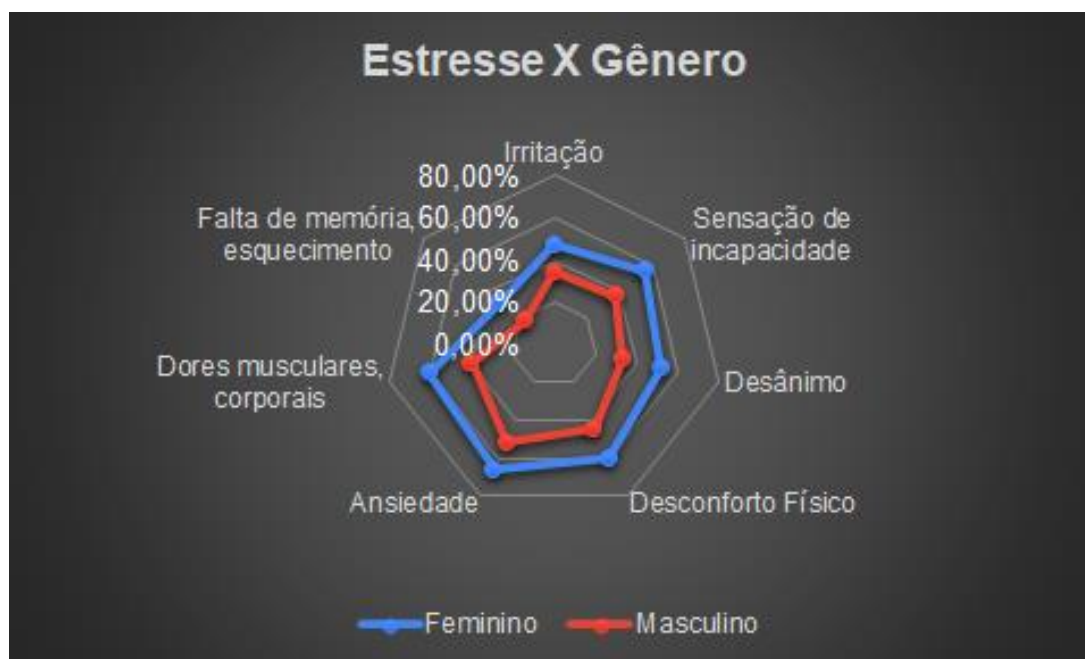 Estresse X Gênero
Irritação
80,00%
60,00%
40,00%
20,00%
0,00%
Sensação de
incapacidade
Desânimo
Desconforto Físico
Ansiedade
Dores musculares,
corporais
Falta de memória,
esquecimento
Feminino
Masculino